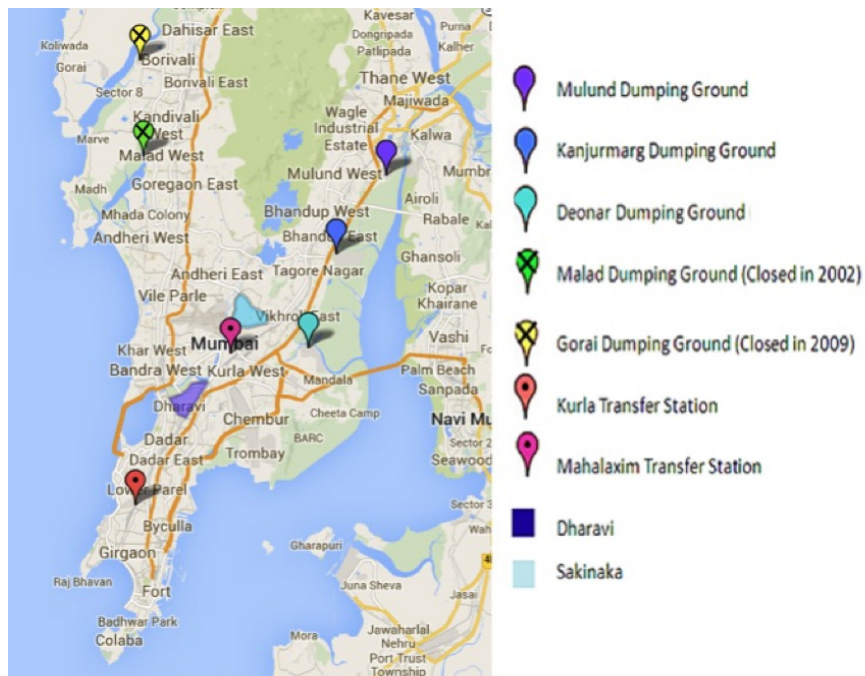 Dahisar East
Koliwada
Gorai
Borivali
Borivali East
Sector 8
Kandivali
West
Marve
Malad West
Goregaon East
Madh
Mhada Colony
Andheri West
Andheri East
Vile Parle
Mumbai
Khar West
Bandra West
Kurla West
Dharavi
Dadar
Dadar East
Lower Parel
Byculla
Girgaon
Raj Bhavan
Fort
Badhwar Park
Colaba
Kavesar
Dongripada
Patlipada
Purna
Kalher
Thane West
Majiwada
Wagle
Industrial
Estate
Kalwa
Mulund West
Mumbr
Airoli
Rabale
Bhandup West
Ghansoli
Tagore Nagar
Kopar
Khairane
Vashi
Palm Beach
Sanpada
Mandala
Chembur
Cheeta Camp
BARC
Trombay
Navi Mu
Sector 2
Seawood
Sector 3
Gharapuri
Juna Sheva
Jasai
Mora
Jawaharlal
Nehru
Port Trust
Township
Mulund Dumping Ground
Kanjurmarg Dumping Ground
Deonar Dumping Ground
Malad Dumping Ground (Closed in 2002)
Gorai Dumping Ground (Closed in 2009)
Kurla Transfer Station
Mahalaxim Transfer Station
Dharavi
Sakinaka